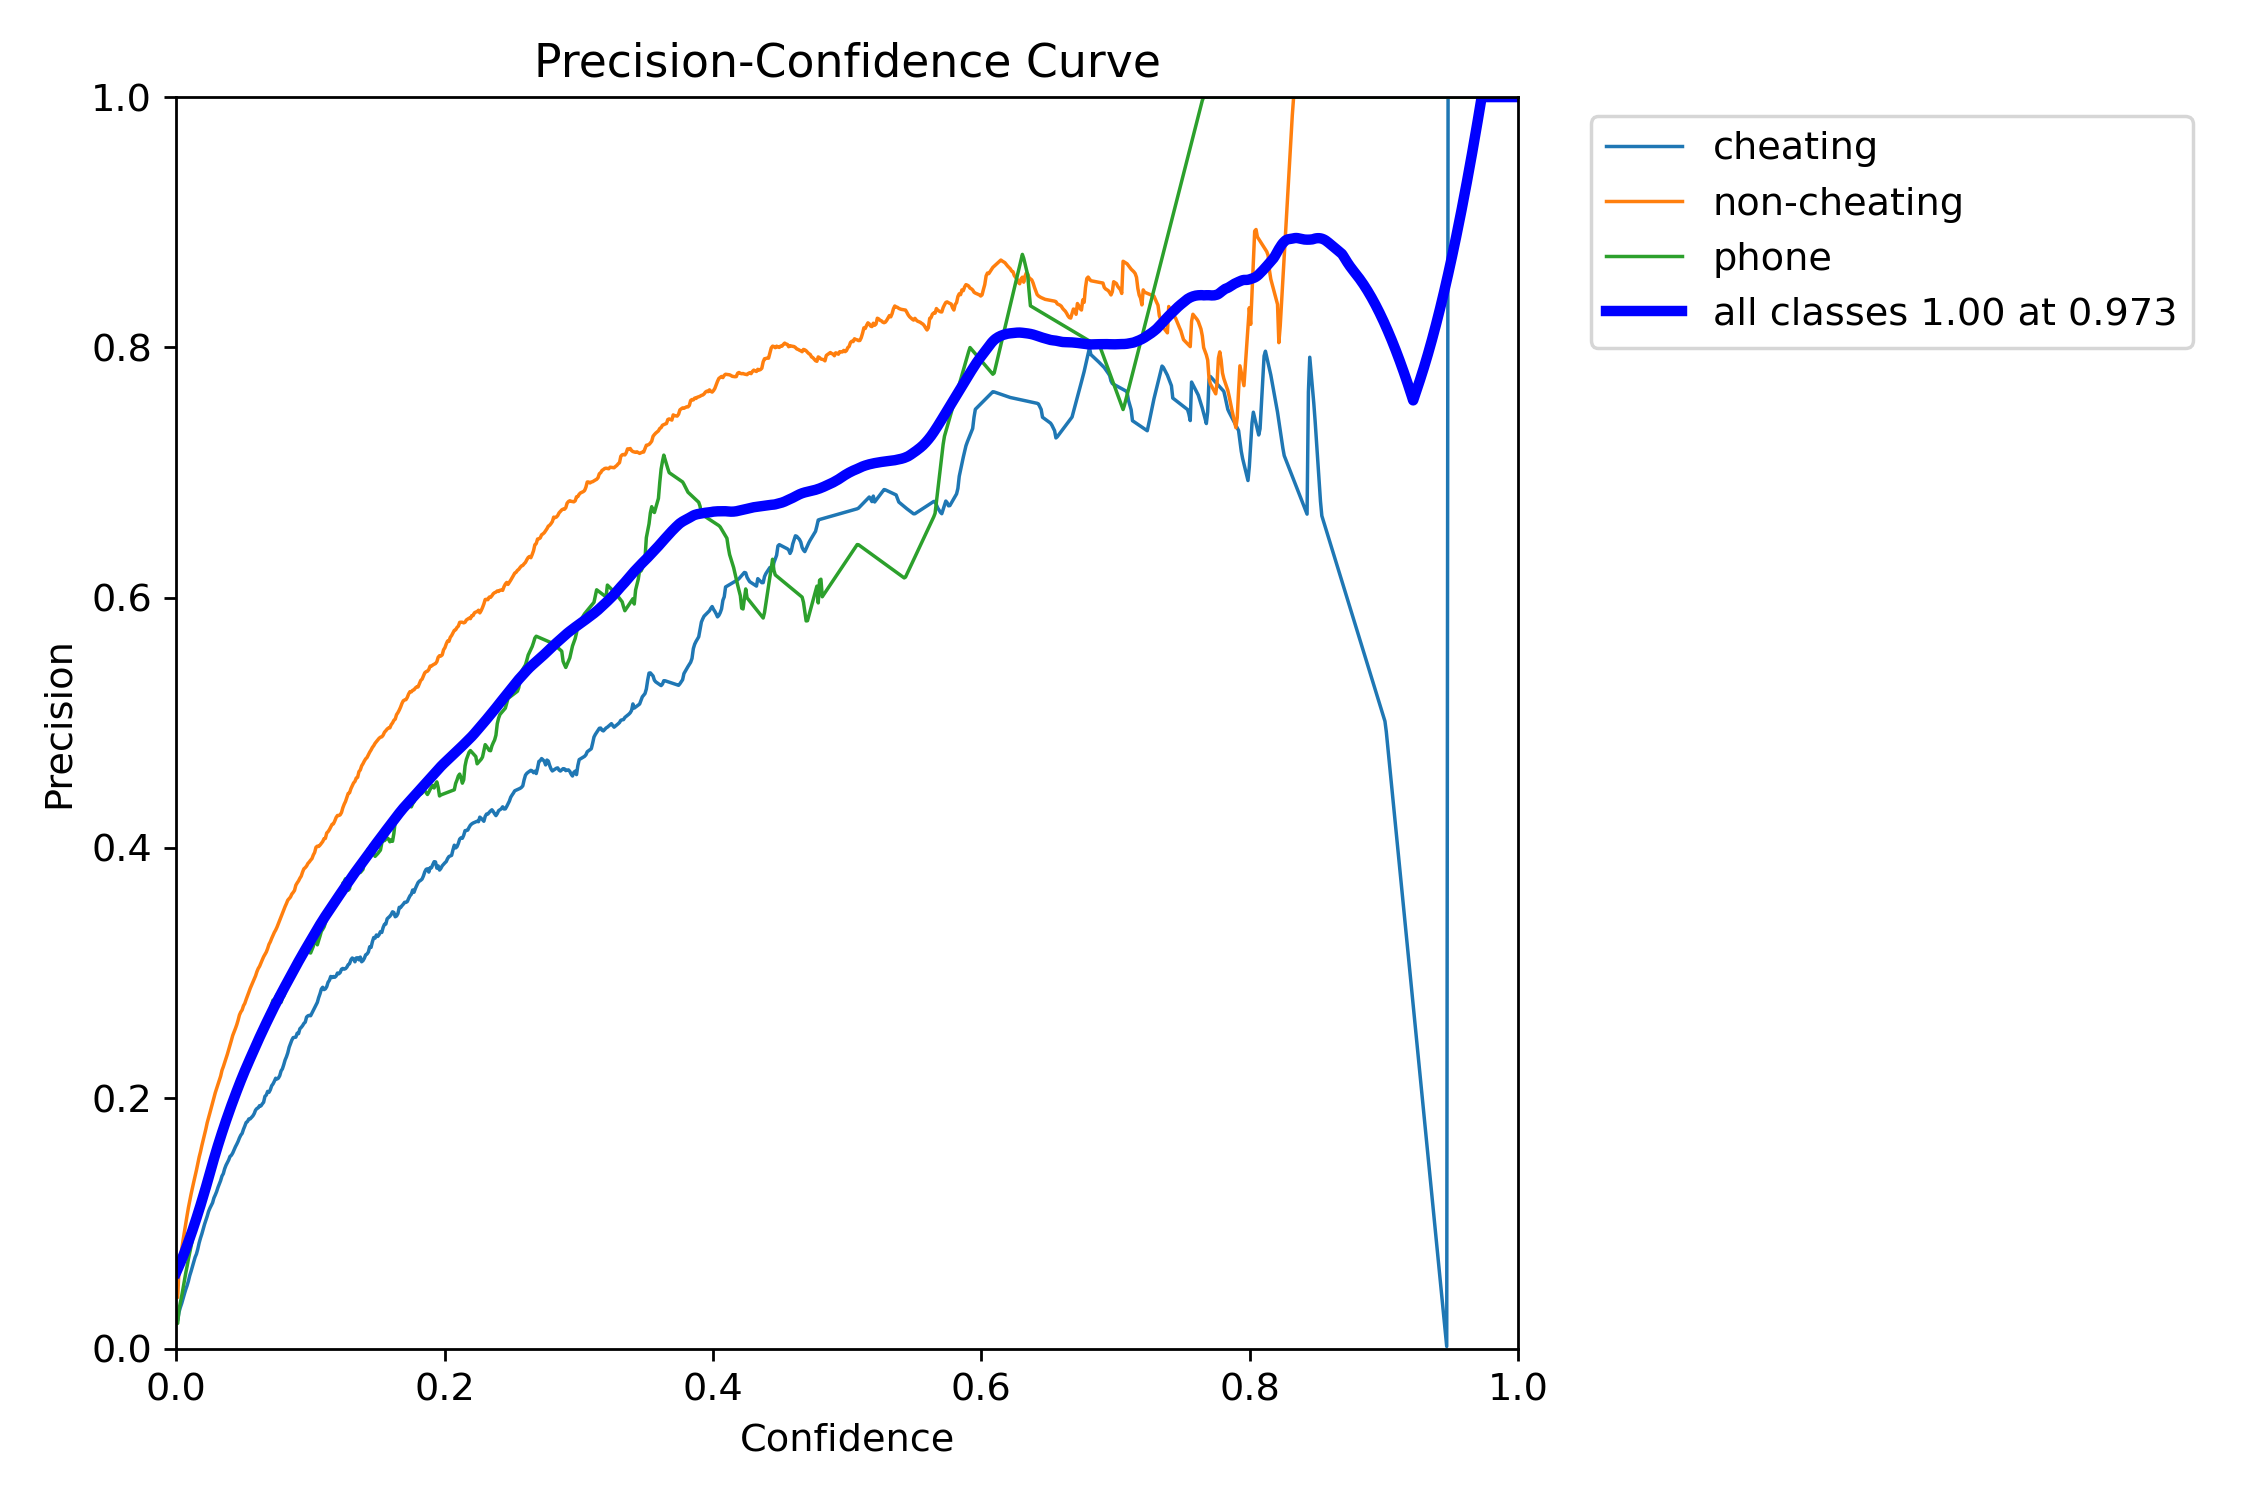 Precision-Confidence Curve
1.0
0.8
0.6
0.4
0.2
0.0
Precision
0.0 0.2 0.4 0.6 0.8 1.0
Confidence
cheating
non-cheating
phone
all classes 1.00 at 0.973